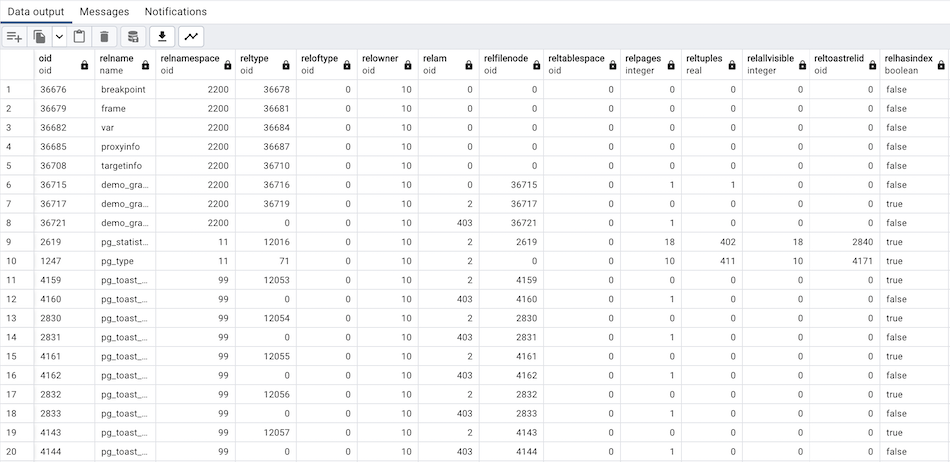 Data output Messages Notifications
oid relname relnamespace reltype reloftype relowner relam relfilenode reltablespace relpages reltuples relallvisible reltoastrelid relhasindex
oid name oid oid oid oid oid oid oid integer real integer oid boolean
1 36676 breakpoint 2200 36678 0 10 0 0 0 0 0 0 0 false
2 36679 frame 2200 36681 0 10 0 0 0 0 0 0 0 false
3 36682 var 2200 36684 0 10 0 0 0 0 0 0 0 false
4 36685 proxyinfo 2200 36687 0 10 0 0 0 0 0 0 0 false
5 36708 targetinfo 2200 36710 0 10 0 0 0 0 0 0 0 false
6 36715 demo_gra... 2200 36716 0 10 0 36715 0 1 1 0 0 false
7 36717 demo_gra... 2200 36719 0 10 2 36717 0 0 0 0 0 true
8 36721 demo_gra... 2200 0 0 10 403 36721 0 1 0 0 0 false
9 2619 pg_statist... 11 12016 0 10 2 2619 0 18 402 18 2840 true
10 1247 pg_type 11 71 0 10 2 0 0 10 411 10 4171 true
11 4159 pg_toast_... 99 12053 0 10 2 4159 0 0 0 0 0 true
12 4160 pg_toast_... 99 0 0 10 403 4160 0 1 0 0 0 false
13 2830 pg_toast_... 99 12054 0 10 2 2830 0 0 0 0 0 true
14 2831 pg_toast_... 99 0 0 10 403 2831 0 1 0 0 0 false
15 4161 pg_toast_... 99 12055 0 10 2 4161 0 0 0 0 0 true
16 4162 pg_toast_... 99 0 0 10 403 4162 0 1 0 0 0 false
17 2832 pg_toast_... 99 12056 0 10 2 2832 0 0 0 0 0 true
18 2833 pg_toast_... 99 0 0 10 403 2833 0 1 0 0 0 false
19 4143 pg_toast_... 99 12057 0 10 2 4143 0 0 0 0 0 true
20 4144 pg_toast_... 99 0 0 10 403 4144 0 1 0 0 0 false